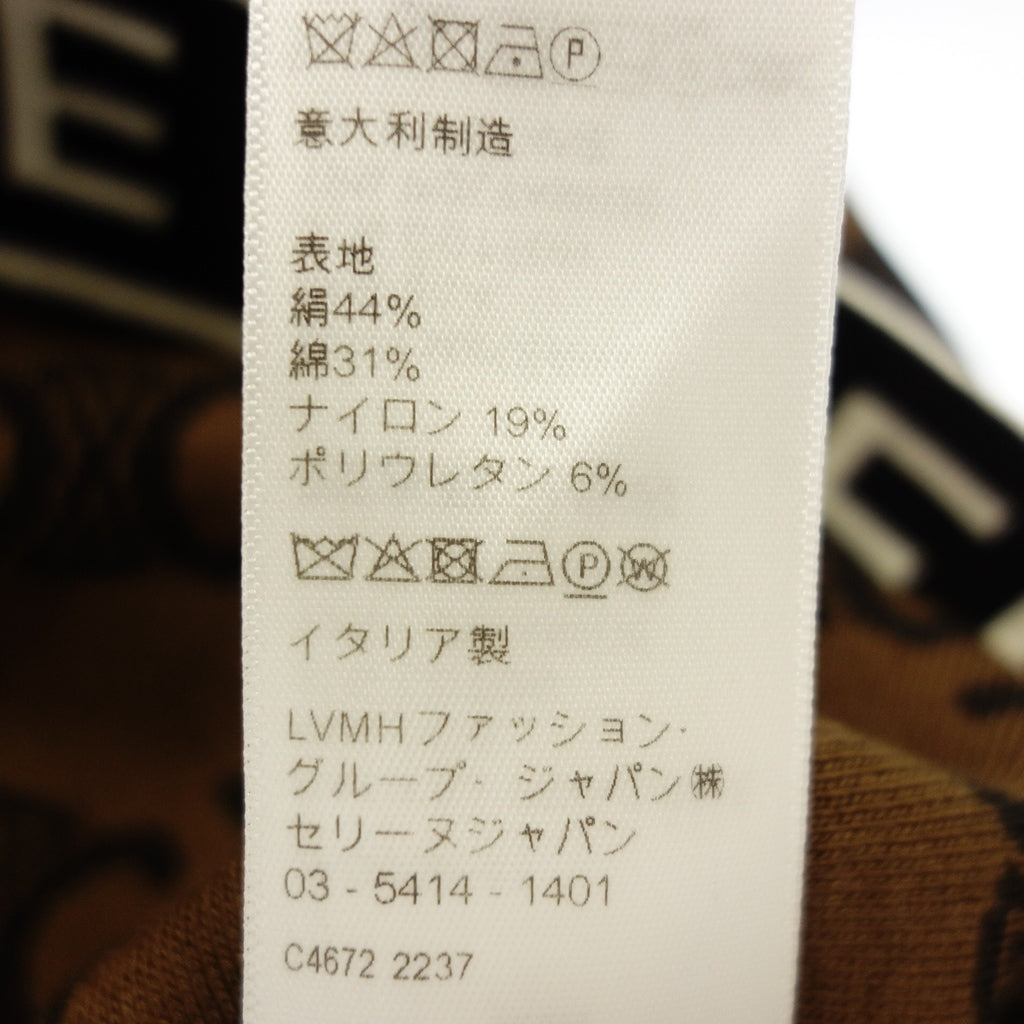 E
P
意大利制造
表地
絹44%
綿31%
ナイロン 19%
ポリウレタン 6%
P W
イタリア製
LVMHファッション・
グループ・ ジャパン㈱
セリーヌジャパン
03 - 5414 - 1401
C4672 2237